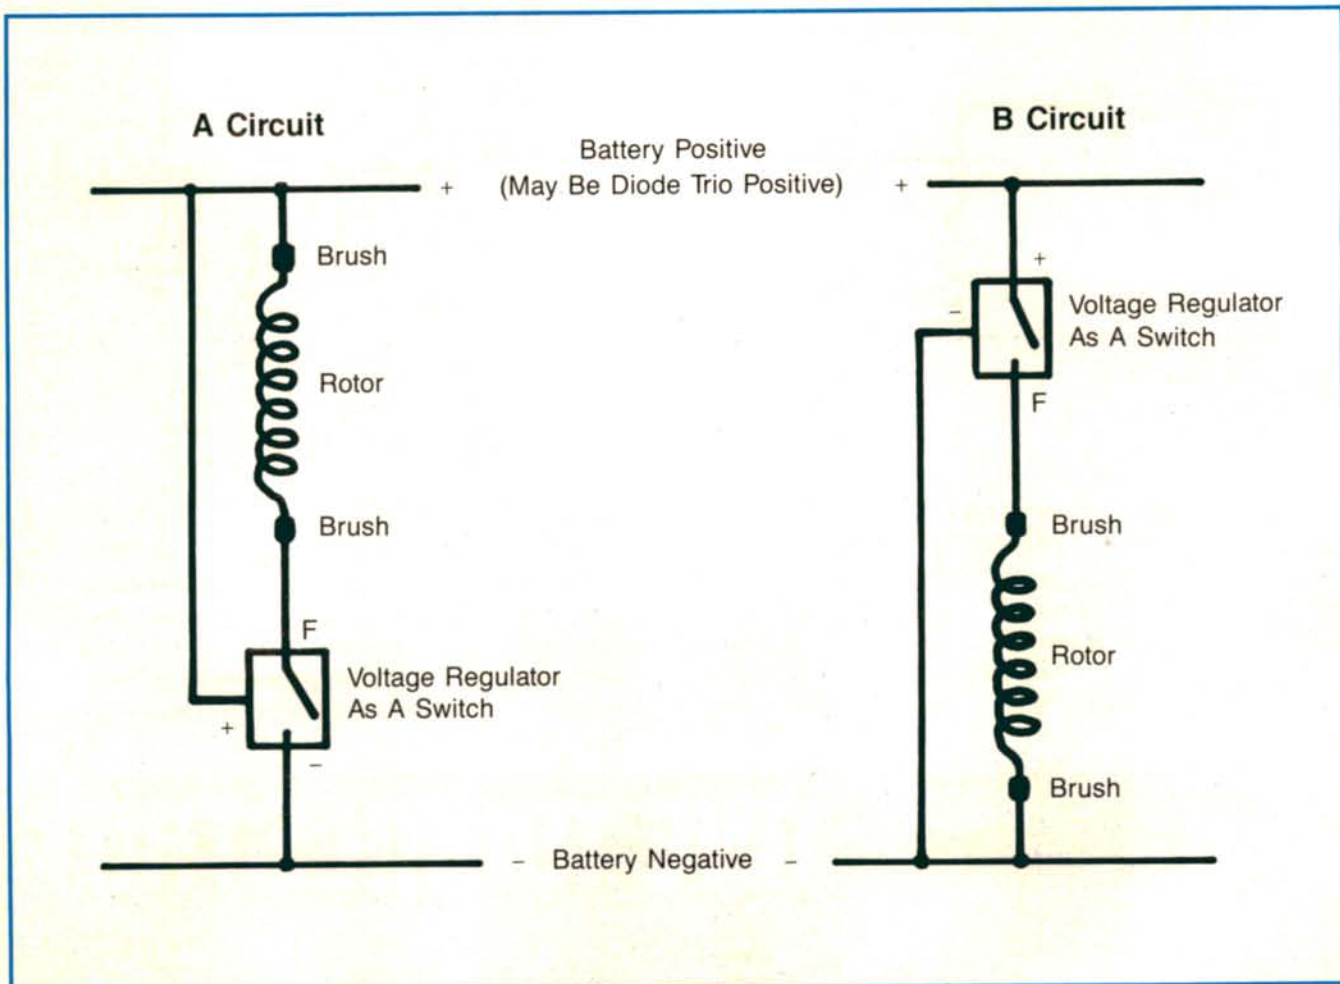 A Circuit
B Circuit
Battery Positive
+ (May Be Diode Trio Positive) +
Brush
Rotor
Brush
F
Voltage Regulator
As A Switch
+
−
+
−
Voltage Regulator
As A Switch
F
Brush
Rotor
Brush
− Battery Negative −